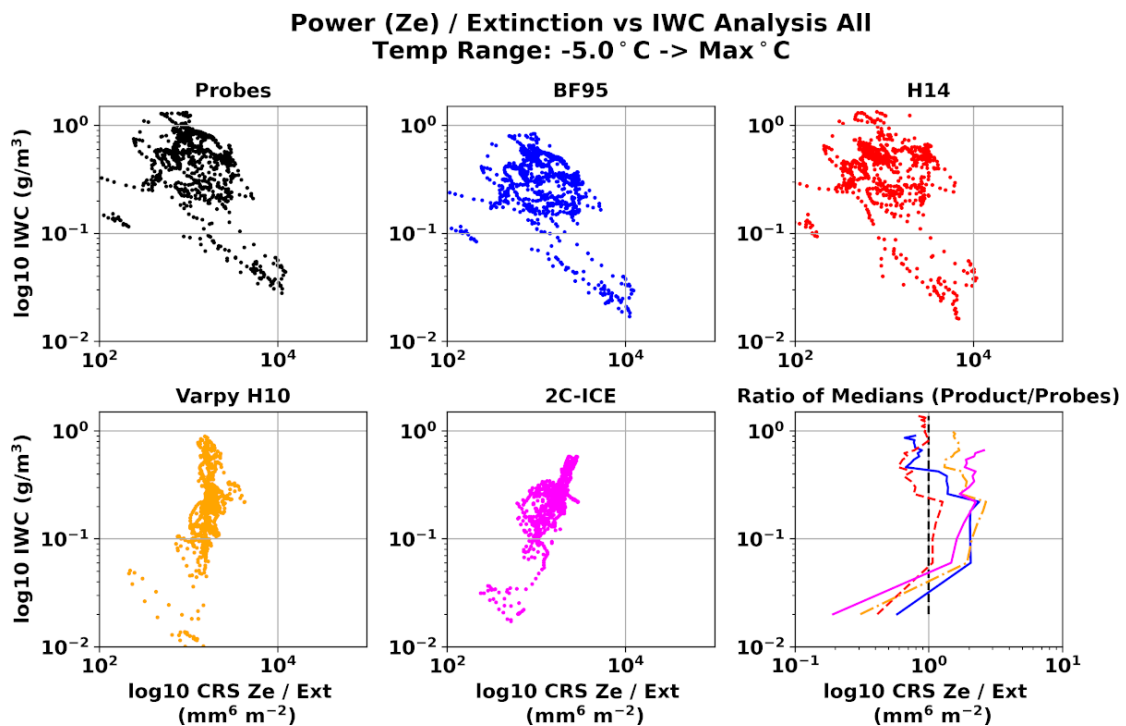 Power (Ze) / Extinction vs IWC Analysis All
Temp Range: -5.0°C -> Max°C
Probes
BF95
H14
log10 IWC (g/m³)
10⁰
10⁻¹
10⁻²
10²
10⁴
10²
10⁴
10²
10⁴
10⁰
10⁻¹
10⁻²
10⁰
10⁻¹
10⁻²
Varpy H10
2C-ICE
Ratio of Medians (Product/Probes)
log10 IWC (g/m³)
10⁰
10⁻¹
10⁻²
10⁰
10⁻¹
10⁻²
10⁰
10⁻¹
10⁻²
10²
10⁴
10²
10⁴
10⁻¹
10⁰
10¹
log10 CRS Ze / Ext
(mm⁶ m⁻²)
log10 CRS Ze / Ext
(mm⁶ m⁻²)
log10 CRS Ze / Ext
(mm⁶ m⁻²)